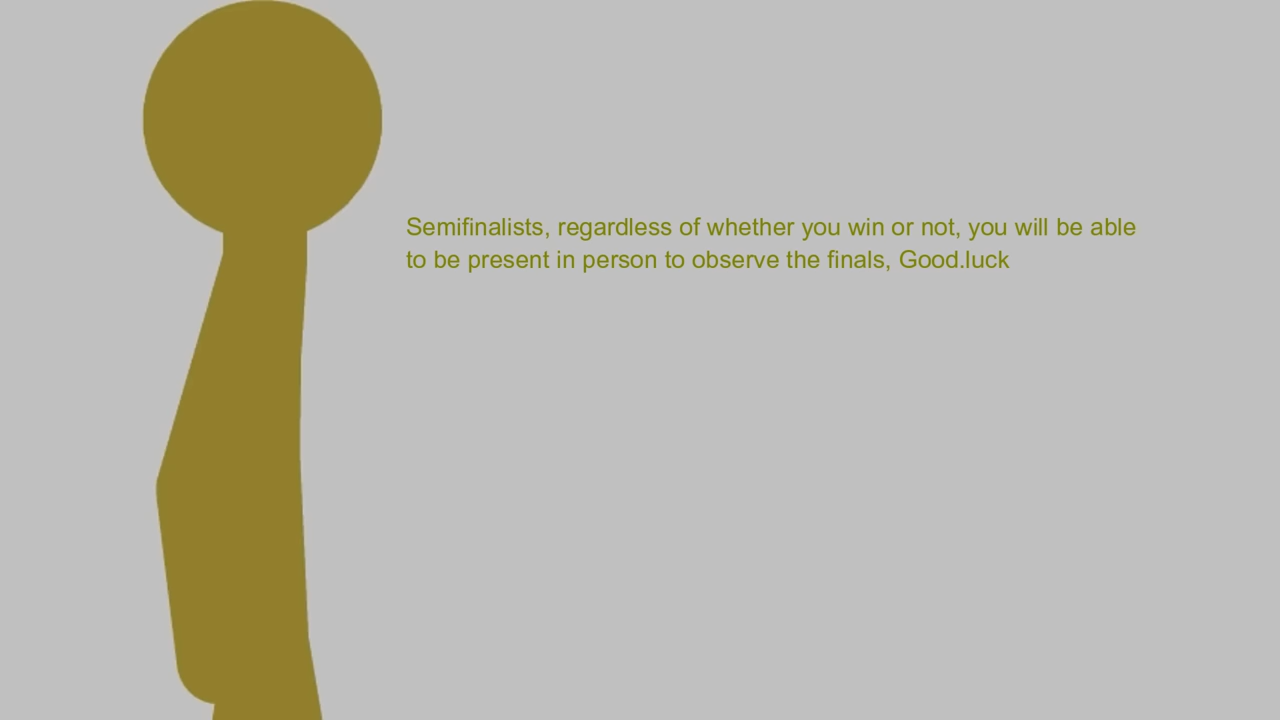 Semifinalists, regardless of whether you win or not, you will be able
to be present in person to observe the finals, Good.luck